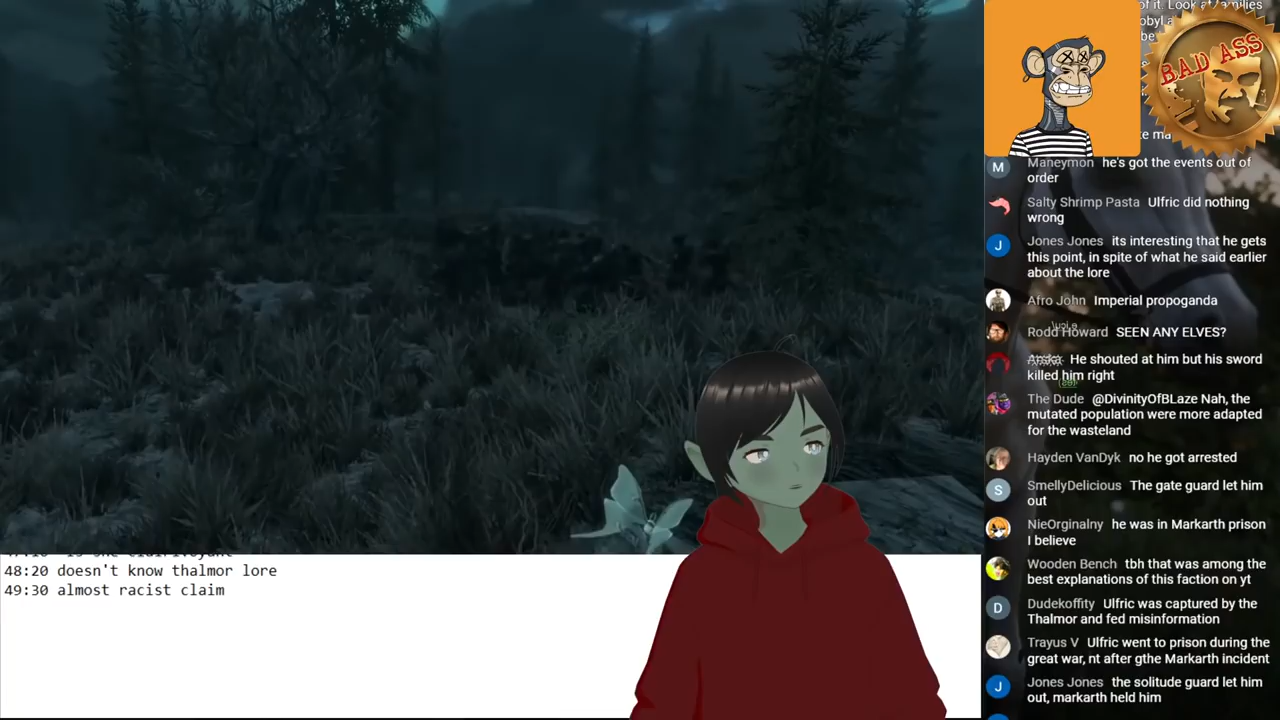 of it. Look at families
BAD ASS
Maneymon he's got the events out of
order
Salty Shrimp Pasta Ulfric did nothing
wrong
Jones Jones its interesting that he gets
this point, in spite of what he said earlier
about the lore
Afro John Imperial propoganda
Rodd Howard SEEN ANY ELVES?
He shouted at him but his sword
killed him right
The Dude @DivinityOfBLaze Nah, the
mutated population were more adapted
for the wasteland
Hayden VanDyk no he got arrested
SmellyDelicious The gate guard let him
out
NieOrginalny he was in Markarth prison
I believe
Wooden Bench tbh that was among the
best explanations of this faction on yt
Dudekoffity Ulfric was captured by the
Thalmor and fed misinformation
Trayus V Ulfric went to prison during the
great war, nt after gthe Markarth incident
Jones Jones the solitude guard let him
out, markarth held him
48:20 doesn't know thalmor lore
49:30 almost racist claim